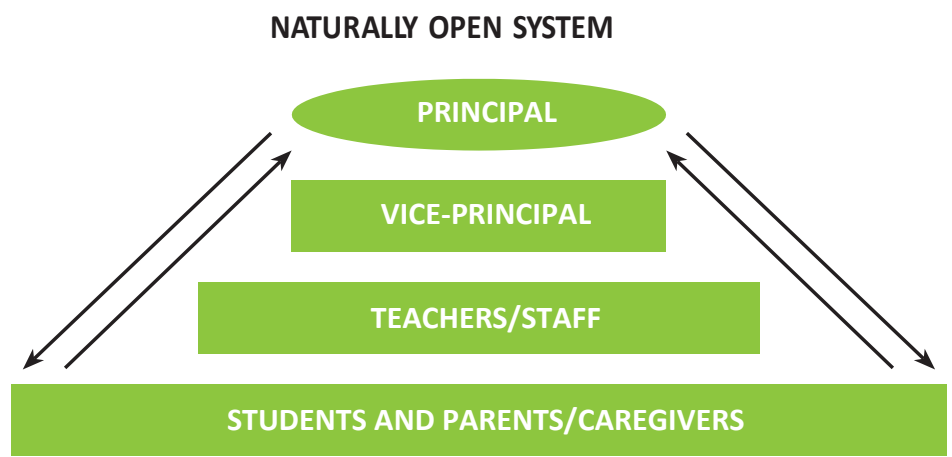 NATURALLY OPEN SYSTEM
PRINCIPAL
VICE-PRINCIPAL
TEACHERS/STAFF
STUDENTS AND PARENTS/CAREGIVERS